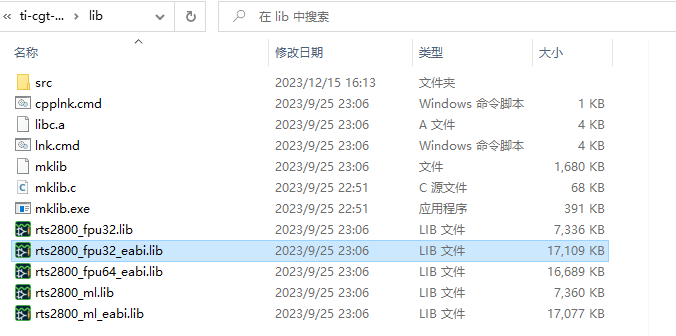 « ti-cgt-... › lib
在 lib 中搜索
名称 修改日期 类型 大小
src 2023/12/15 16:13 文件夹
cpplnk.cmd 2023/9/25 23:06 Windows 命令脚本 1 KB
libc.a 2023/9/25 23:06 A 文件 4 KB
lnk.cmd 2023/9/25 23:06 Windows 命令脚本 4 KB
mklib 2023/9/25 23:06 文件 1,680 KB
mklib.c 2023/9/25 22:51 C 源文件 68 KB
mklib.exe 2023/9/25 22:51 应用程序 391 KB
rts2800_fpu32.lib 2023/9/25 23:06 LIB 文件 7,336 KB
rts2800_fpu32_eabi.lib 2023/9/25 23:06 LIB 文件 17,109 KB
rts2800_fpu64_eabi.lib 2023/9/25 23:06 LIB 文件 16,689 KB
rts2800_ml.lib 2023/9/25 23:06 LIB 文件 7,360 KB
rts2800_ml_eabi.lib 2023/9/25 23:06 LIB 文件 17,077 KB